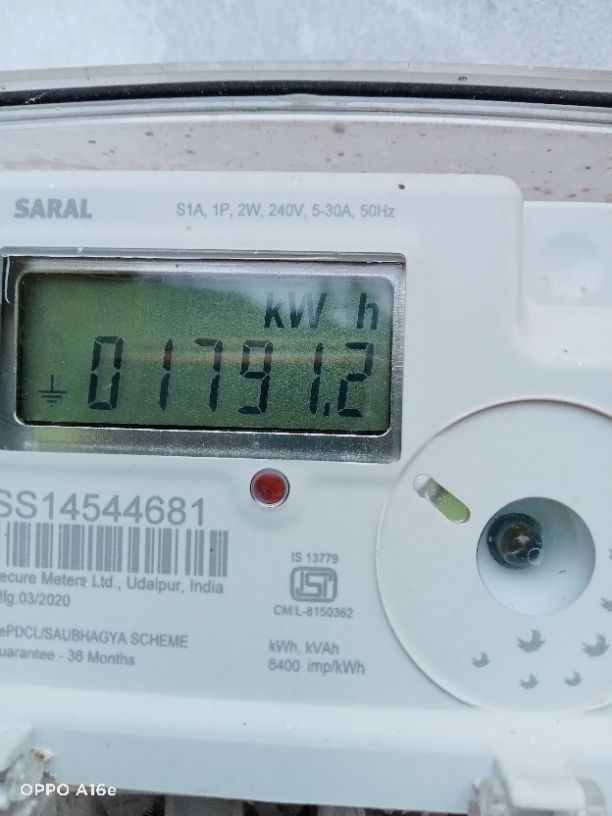 SARAL
S1A, 1P, 2W, 240V, 5-30A, 50Hz
kW h
01791.2
SS14544681
ecure Meters Ltd., Udaipur, India
Mfg:03/2020
ePDCL/SAUBHAGYA SCHEME
uarantee - 36 Months
IS 13779
ISI
CM/L-8150362
kWh, kVAh
6400 imp/kWh
OPPO A16e